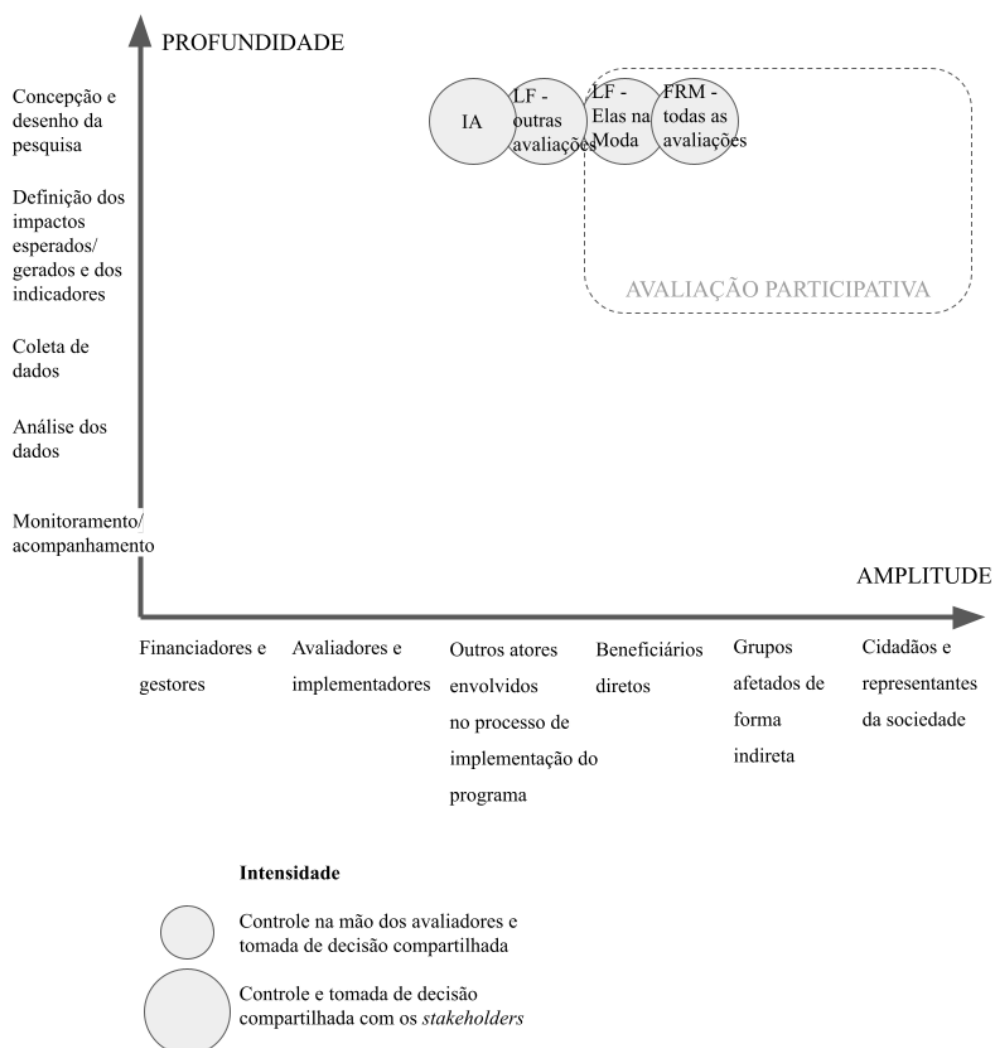 PROFUNDIDADE
Concepção e
desenho da
pesquisa
IA
LF -
outras
avaliações
LF -
Elas na
Moda
FRM -
todas as
avaliações
Definição dos
impactos
esperados/
gerados e dos
indicadores
AVALIAÇÃO PARTICIPATIVA
Coleta de
dados
Análise dos
dados
Monitoramento/
acompanhamento
AMPLITUDE
Financiadores e
gestores
Avaliadores e
implementadores
Outros atores
envolvidos
no processo de
implementação do
programa
Beneficiários
diretos
Grupos
afetados de
forma
indireta
Cidadãos e
representantes
da sociedade
Intensidade
Controle na mão dos avaliadores e
tomada de decisão compartilhada
Controle e tomada de decisão
compartilhada com os stakeholders